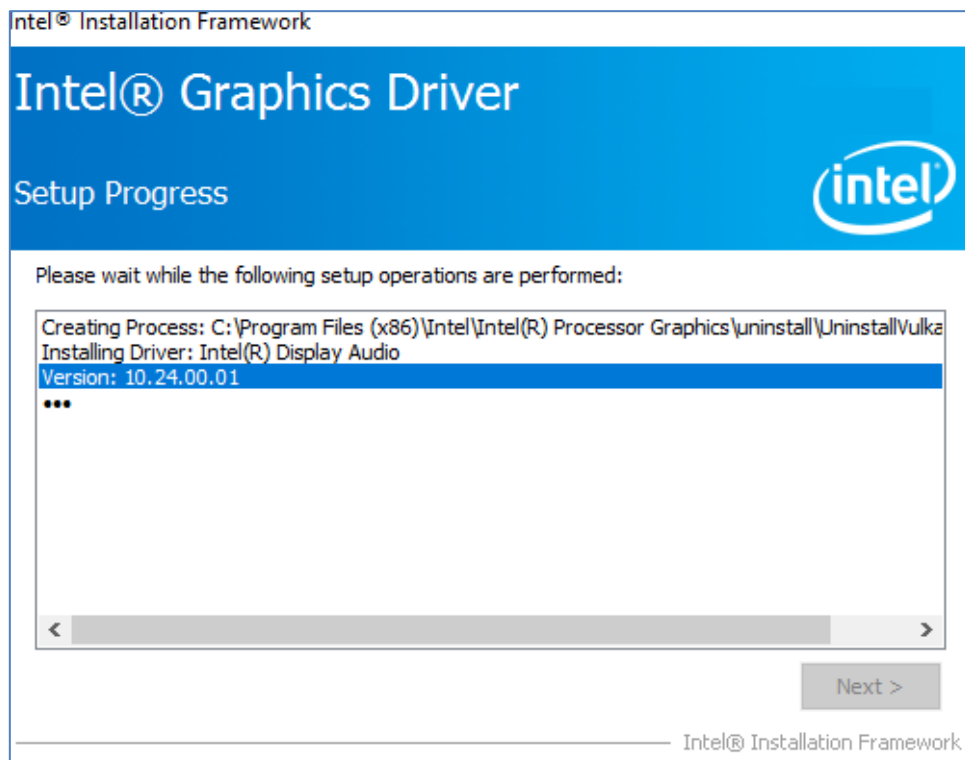 Intel® Installation Framework
Intel® Graphics Driver
Setup Progress
intel
Please wait while the following setup operations are performed:
Creating Process: C:\Program Files (x86)\Intel\Intel(R) Processor Graphics\uninstall\UninstallVulka
Installing Driver: Intel(R) Display Audio
Version: 10.24.00.01
•••
Next >
Intel® Installation Framework